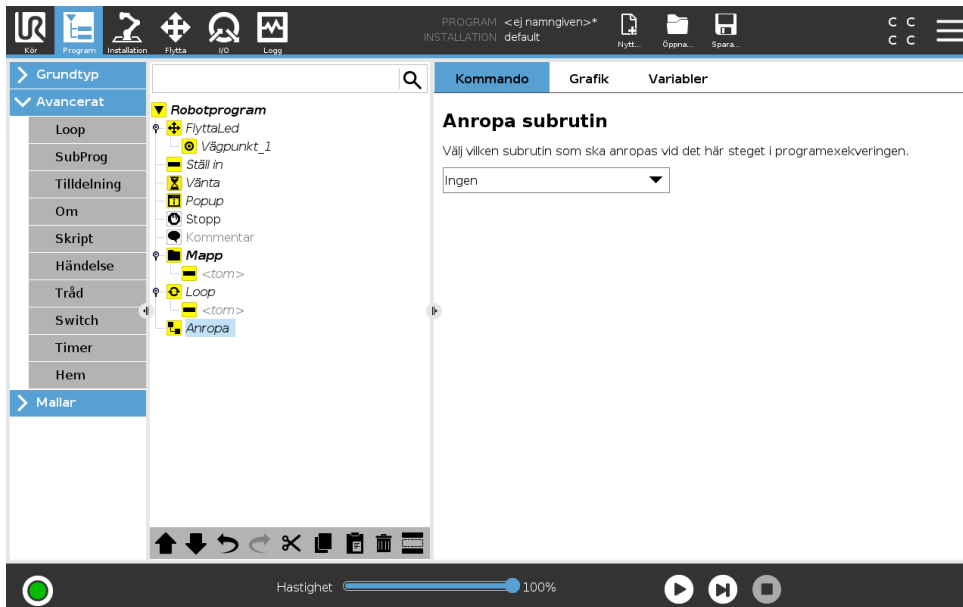 PROGRAM <ej namngiven>*
INSTALLATION default
UR
Kör
Program
Installation
Flytta
I/O
Logg
Nytt...
Öppna...
Spara...
C C
C C
Grundtyp
Avancerat
Loop
SubProg
Tilldelning
Om
Skript
Händelse
Tråd
Switch
Timer
Hem
Mallar
Robotprogram
FlyttaLed
Vägpunkt_1
Ställ in
Vänta
Popup
Stopp
Kommentar
Mapp
<tom>
Loop
<tom>
Anropa
Kommando Grafik Variabler
Anropa subrutin
Välj vilken subrutin som ska anropas vid det här steget i programexekveringen.
Ingen
Hastighet 100%